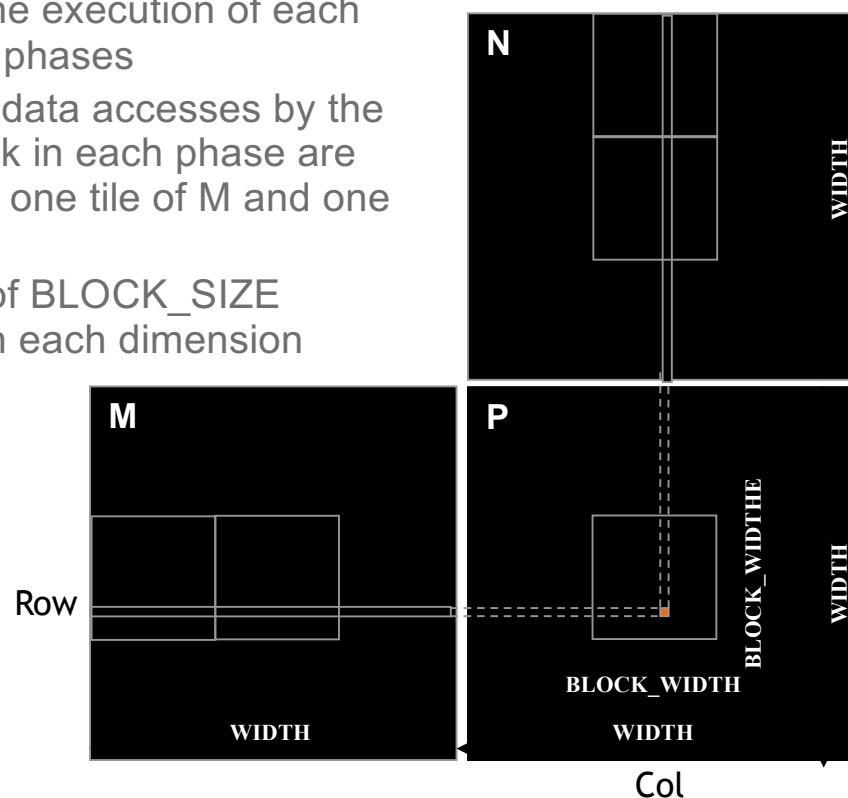 he execution of each
phases
data accesses by the
k in each phase are
one tile of M and one
of BLOCK_SIZE
n each dimension
N
WIDTH
M
Row
WIDTH
P
BLOCK_WIDTHE
WIDTH
BLOCK_WIDTH
WIDTH
Col